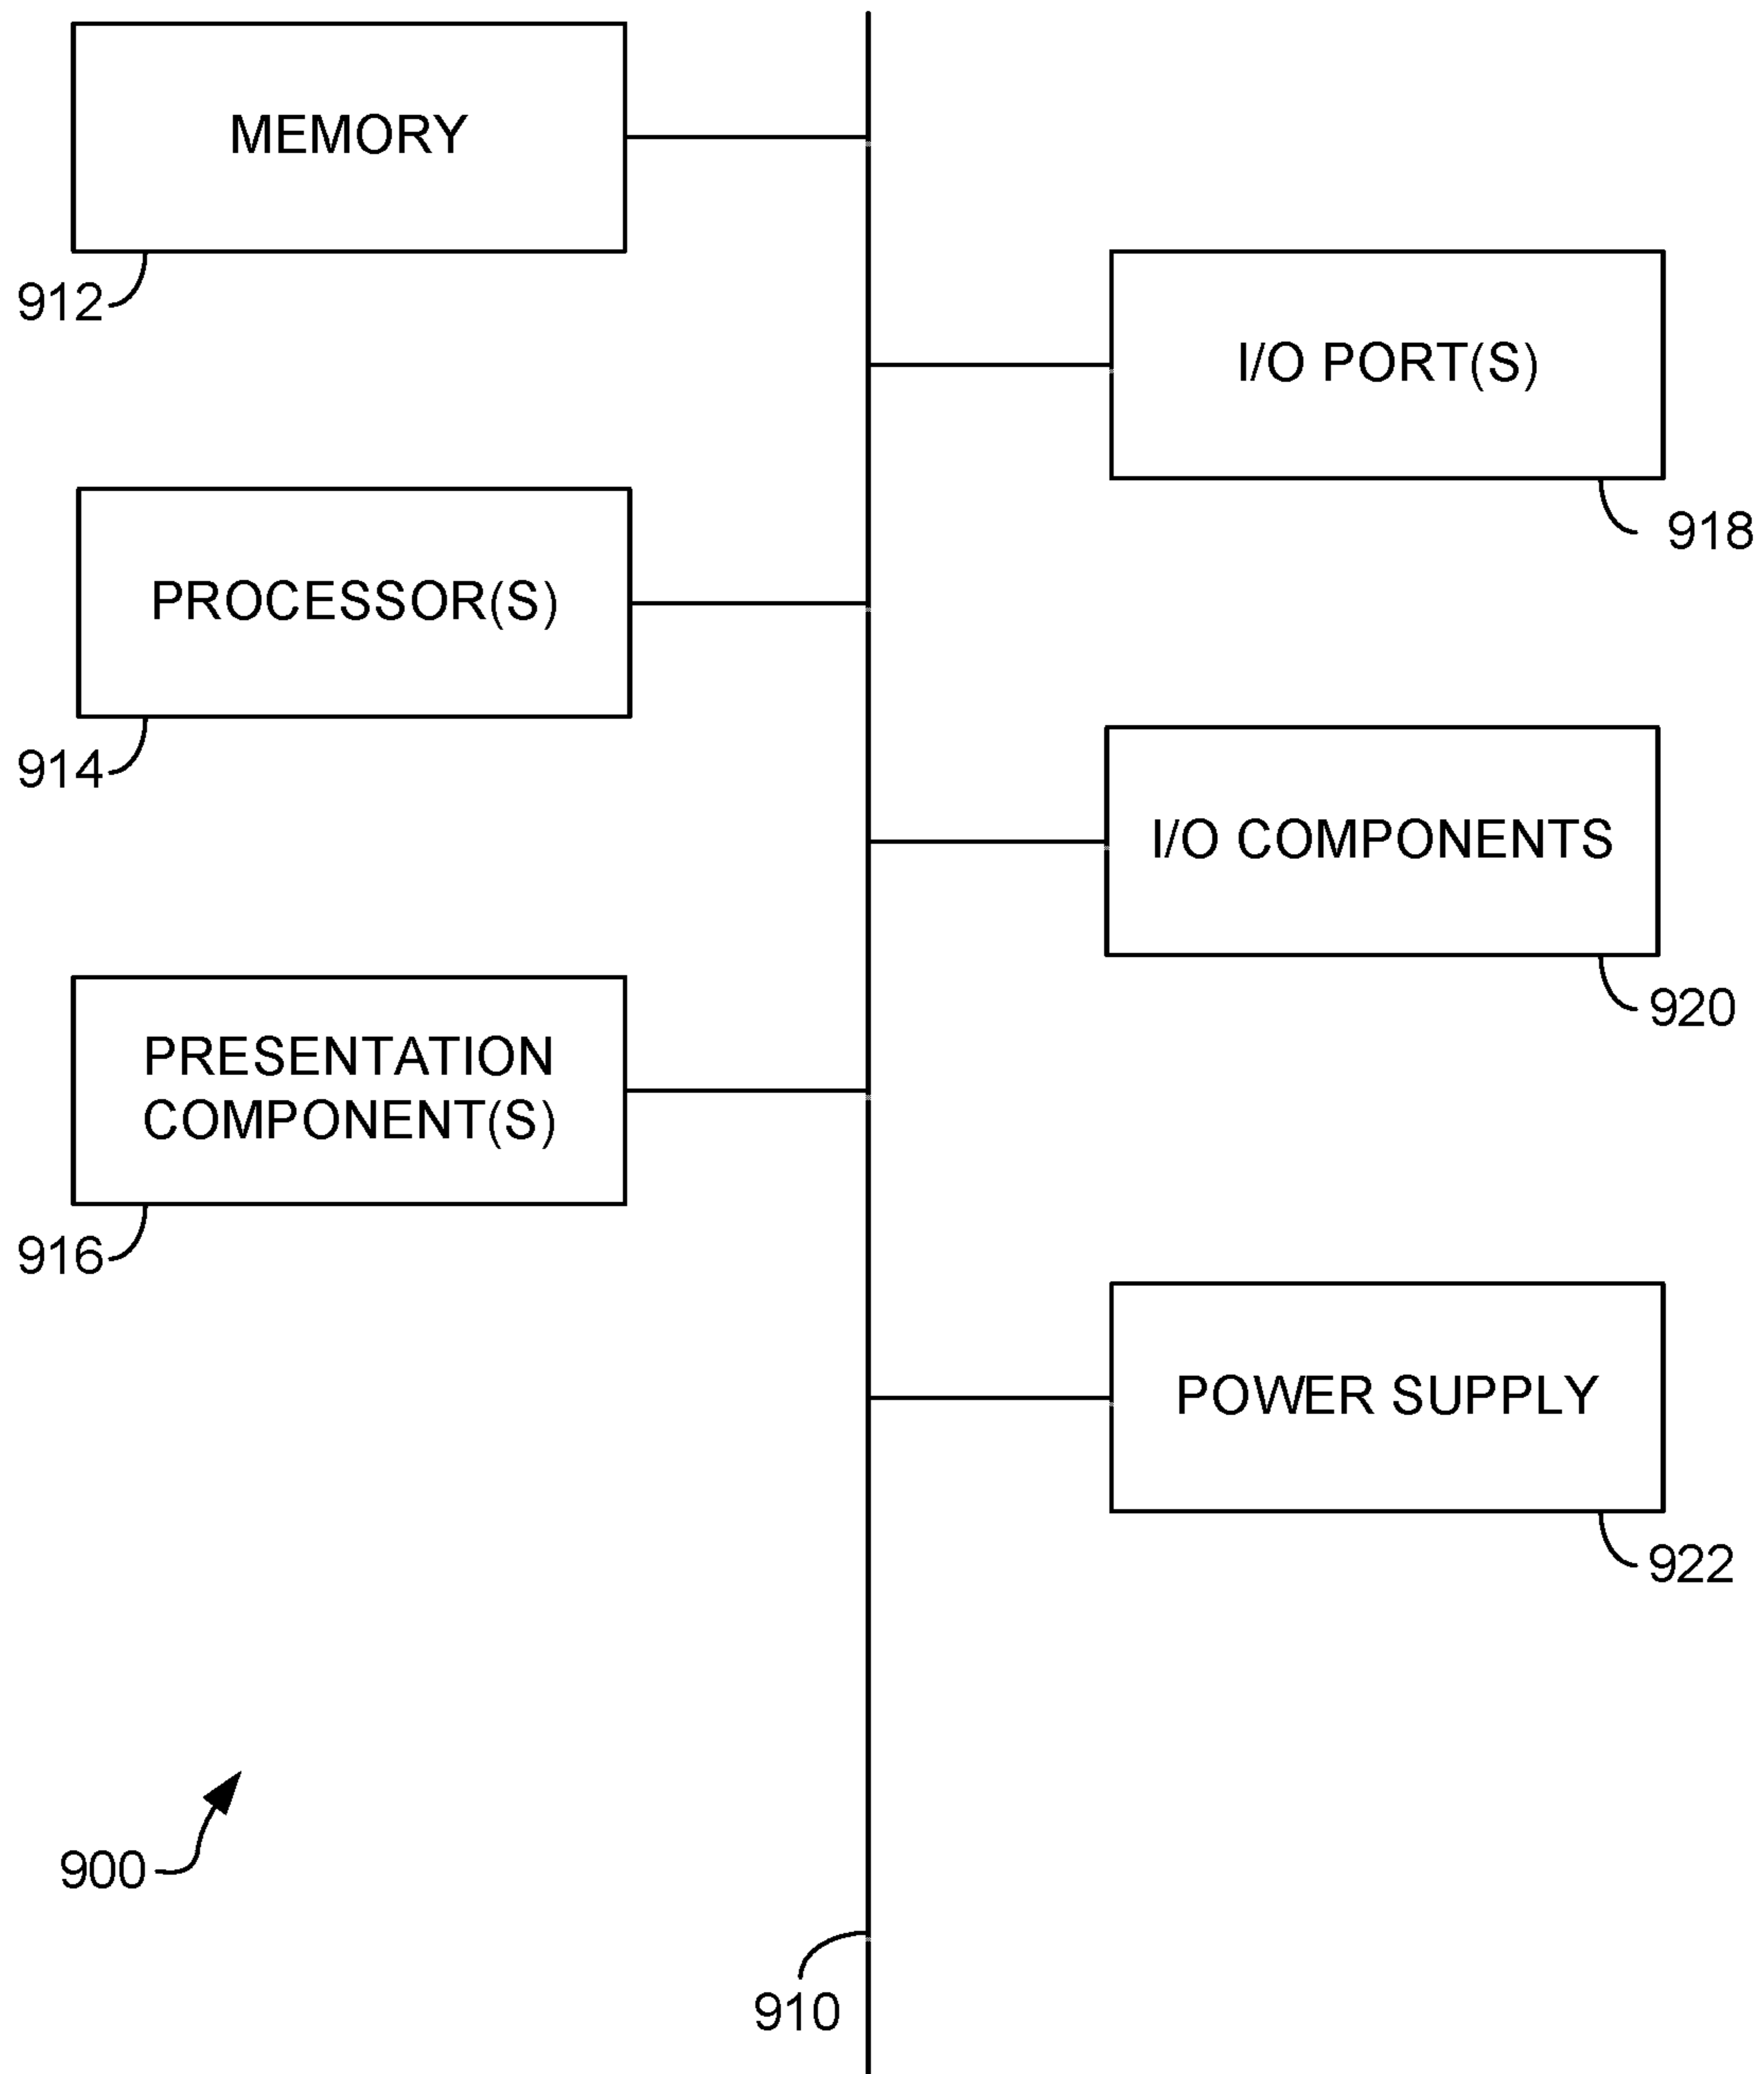 MEMORY
912
I/O PORT(S)
918
PROCESSOR(S)
914
I/O COMPONENTS
920
PRESENTATION
COMPONENT(S)
916
POWER SUPPLY
922
900
910